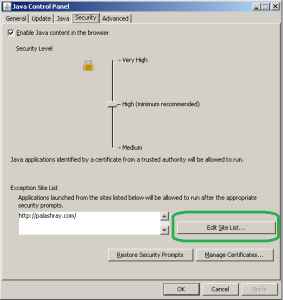 Java Control Panel
General Update Java Security Advanced
Enable Java content in the browser
Security Level
Very High
High (minimum recommended)
Medium
Java applications identified by a certificate from a trusted authority will be allowed to run.
Exception Site List
Applications launched from the sites listed below will be allowed to run after the appropriate
security prompts.
http://palashray.com/
Edit Site List...
Restore Security Prompts Manage Certificates...
OK Cancel Apply